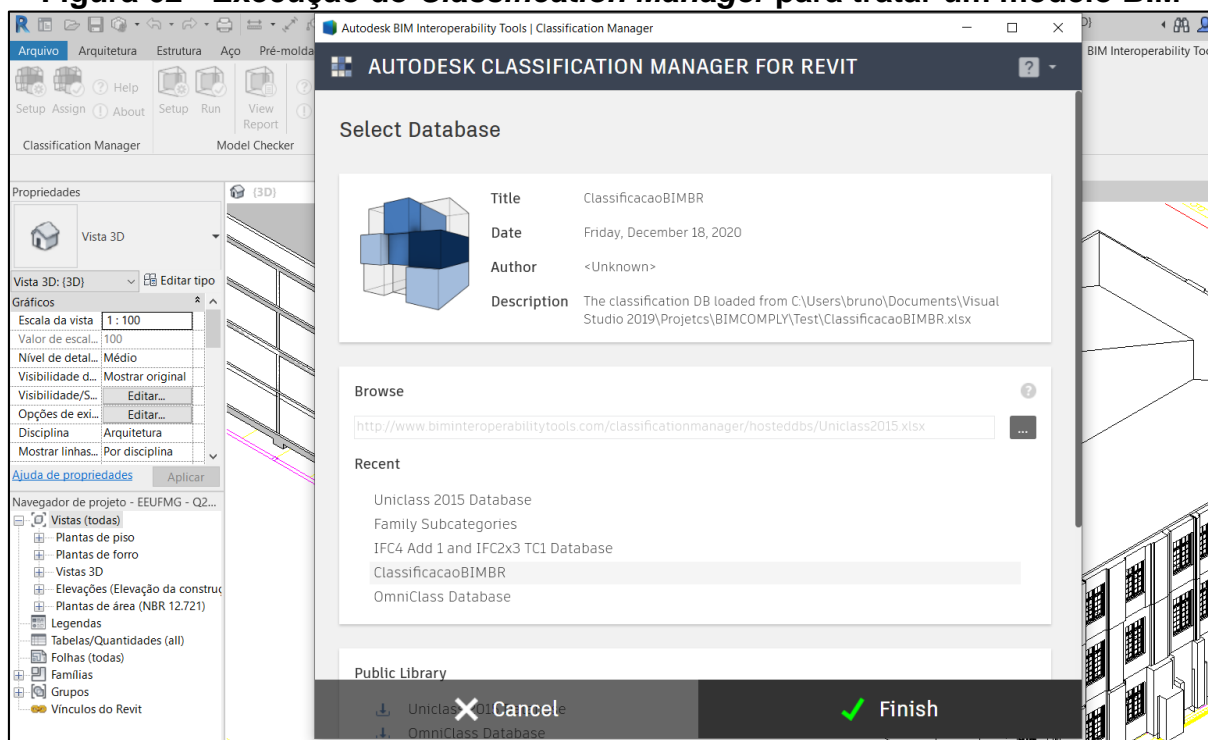 Figura 62 - Execução do Classification Manager para tratar um modelo BIM
Autodesk BIM Interoperability Tools | Classification Manager
Arquivo Arquitetura Estrutura Aço Pré-molda
BIM Interoperability Too
Help
Setup Assign About Setup Run View Report
Classification Manager Model Checker
AUTODESK CLASSIFICATION MANAGER FOR REVIT
?
Select Database
Title ClassificacaoBIMBR
Date Friday, December 18, 2020
Author <Unknown>
Description The classification DB loaded from C:\Users\bruno\Documents\Visual
Studio 2019\Projetcs\BIMCOMPLY\Test\ClassificacaoBIMBR.xlsx
Browse
http://www.biminteroperabilitytools.com/classificationmanager/hosteddbs/Uniclass2015.xlsx
...
Recent
Uniclass 2015 Database
Family Subcategories
IFC4 Add 1 and IFC2x3 TC1 Database
ClassificacaoBIMBR
OmniClass Database
Public Library
OmniClass Database
Cancel
Finish
Propriedades
{3D}
Vista 3D
Vista 3D: {3D} Editar tipo
Gráficos
Escala da vista 1 : 100
Valor de escal... 100
Nível de detal... Médio
Visibilidade d... Mostrar original
Visibilidade/S... Editar...
Opções de exi... Editar...
Disciplina Arquitetura
Mostrar linhas... Por disciplina
Ajuda de propriedades Aplicar
Navegador de projeto - EEUFMG - Q2...
Vistas (todas)
Plantas de piso
Plantas de forro
Vistas 3D
Elevações (Elevação da construç
Plantas de área (NBR 12.721)
Legendas
Tabelas/Quantidades (all)
Folhas (todas)
Famílias
Grupos
Vínculos do Revit